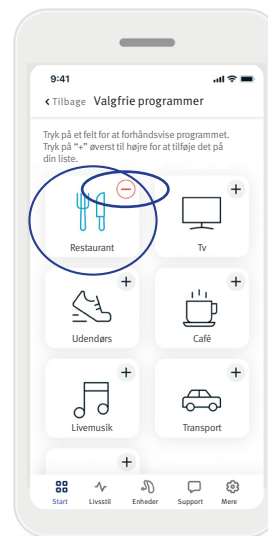 9:41
Tilbage Valgfrie programmer
Tryk på et felt for at forhåndsvise programmet.
Tryk på "+" øverst til højre for at tilføje det på
din liste.
Restaurant
Tv
Udendørs
Café
Livemusik
Transport
Start Livsstil Enheder Support Mere